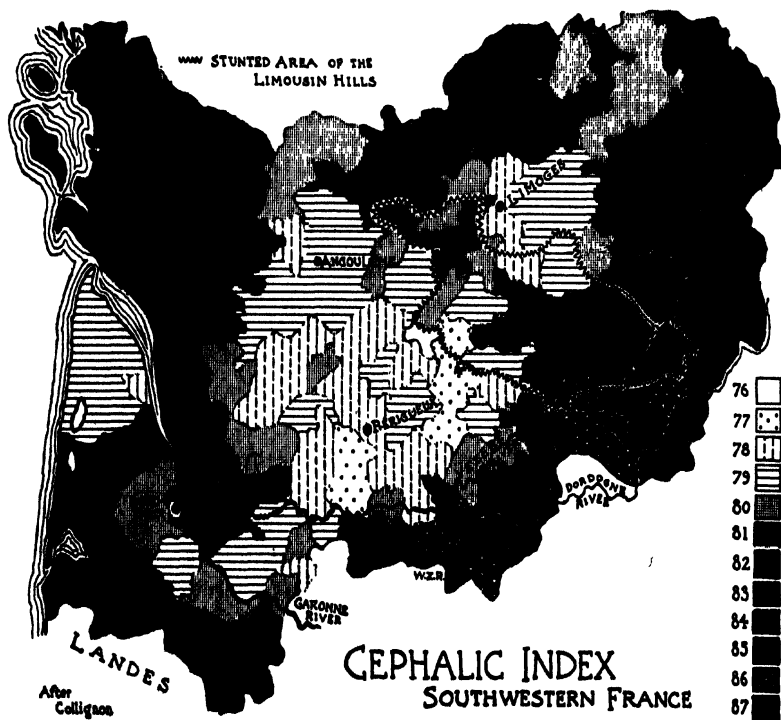 STUNTED AREA OF THE
LIMOUSIN HILLS
LIMOGES
ANGOU
PERIGUEUX
76
77
78
79
80
81
82
83
84
85
86
87
DORDOGNE
RIVER
W.Z.R.
GARONNE
RIVER
LANDES
After
Collignon
CEPHALIC INDEX
SOUTHWESTERN FRANCE